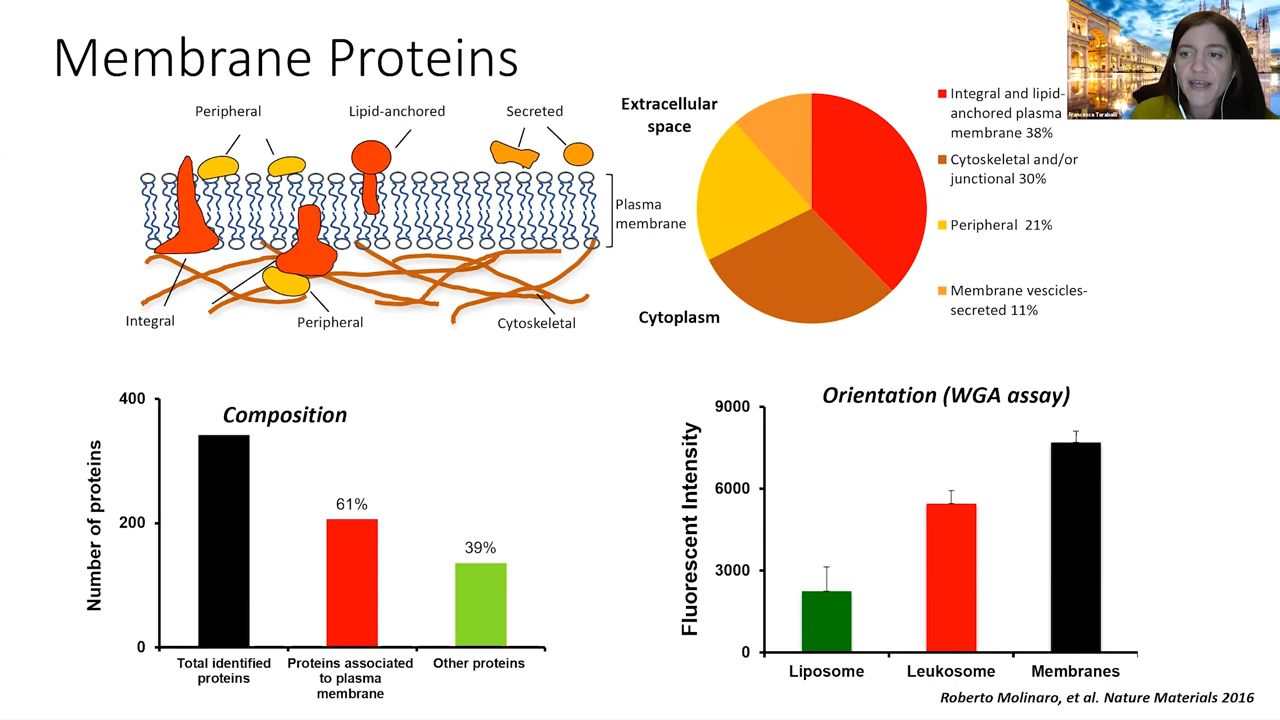 Membrane Proteins
Peripheral
Lipid-anchored
Secreted
Plasma
membrane
Integral
Peripheral
Cytoskeletal
Extracellular
space
Cytoplasm
Integral and lipid-
anchored plasma
membrane 38%
Cytoskeletal and/or
junctional 30%
Peripheral 21%
Membrane vescicles-
secreted 11%
Francesca Taraballi
Composition
Number of proteins
400
200
0
61%
39%
Total identified
proteins
Proteins associated
to plasma
membrane
Other proteins
Orientation (WGA assay)
Fluorescent Intensity
9000
6000
3000
0
Liposome
Leukosome
Membranes
Roberto Molinaro, et al. Nature Materials 2016